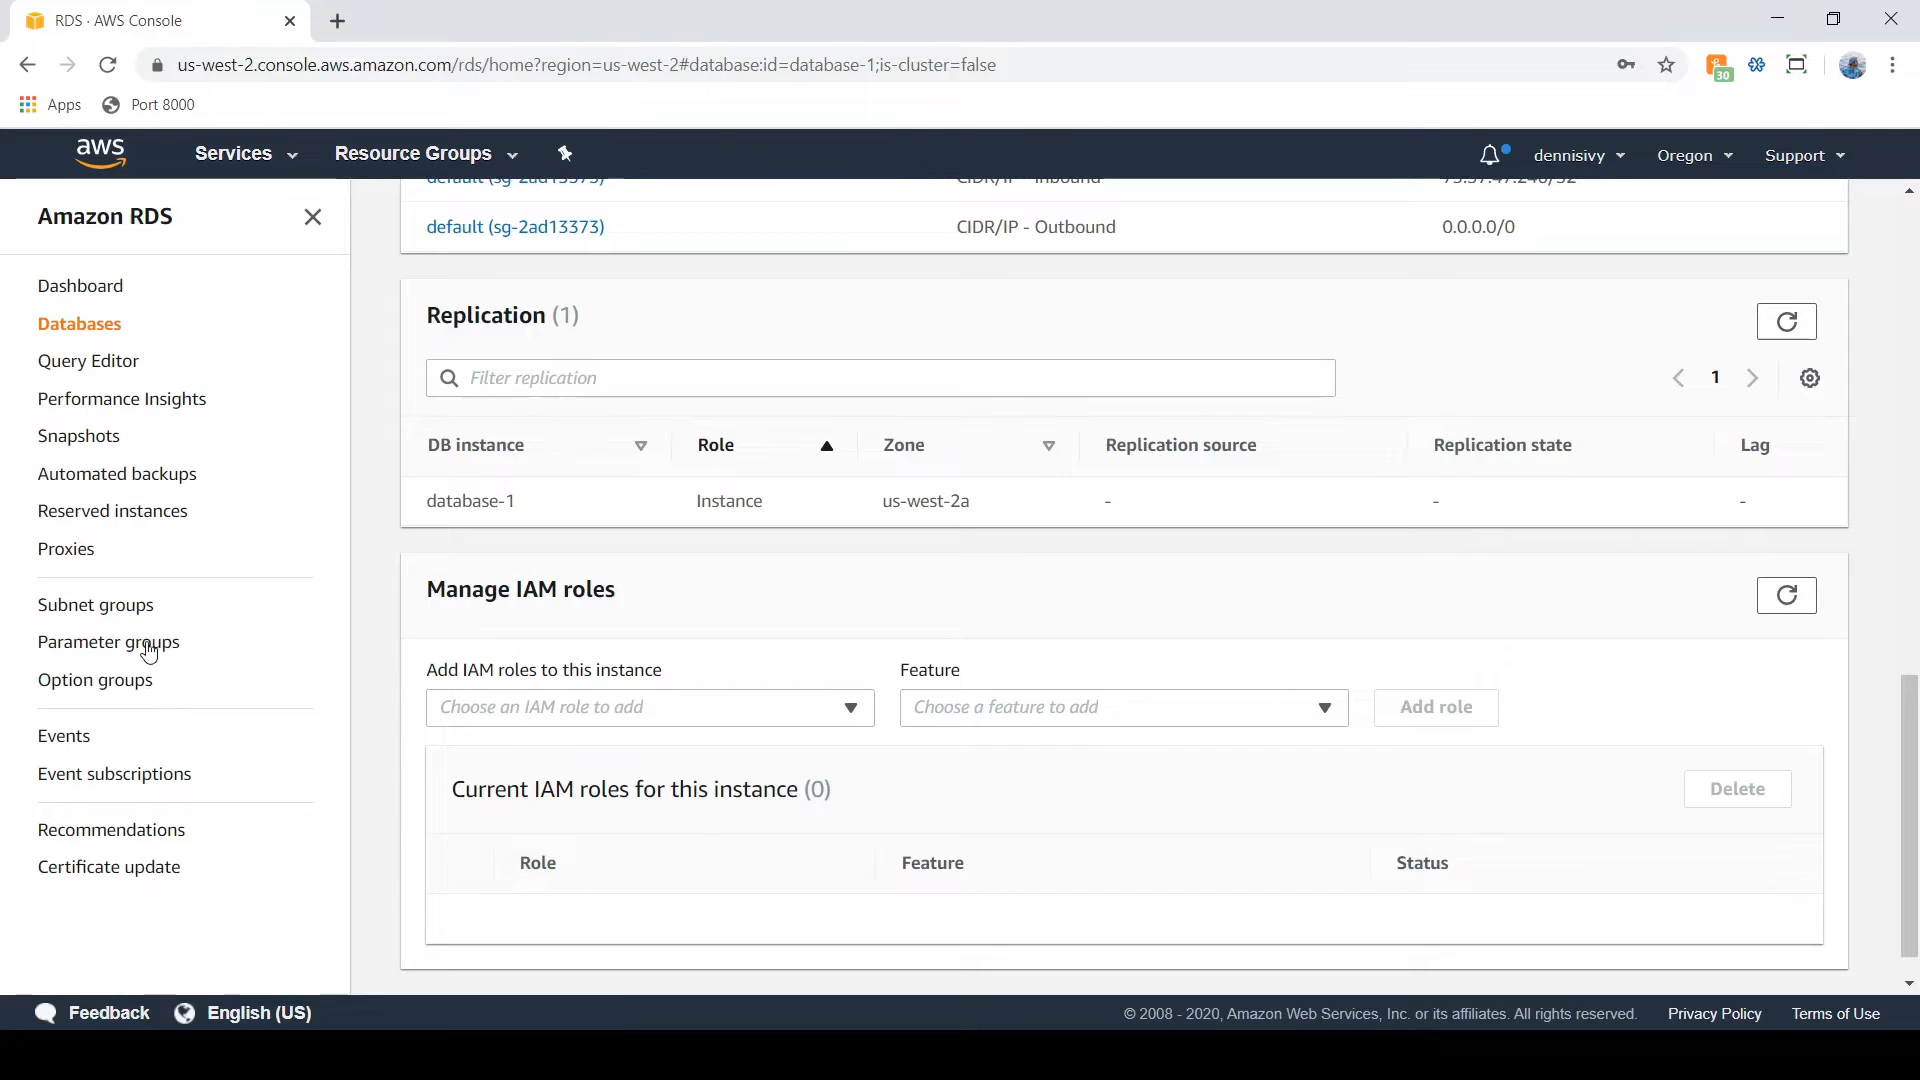 RDS · AWS Console
us-west-2.console.aws.amazon.com/rds/home?region=us-west-2#database:id=database-1;is-cluster=false
30
Apps
Port 8000
aws
Services
Resource Groups
dennisivy
Oregon
Support
Amazon RDS
Dashboard
Databases
Query Editor
Performance Insights
Snapshots
Automated backups
Reserved instances
Proxies
Subnet groups
Parameter groups
Option groups
Events
Event subscriptions
Recommendations
Certificate update
default (sg-2ad13373) CIDR/IP - Inbound
default (sg-2ad13373) CIDR/IP - Outbound 0.0.0.0/0
Replication (1)
Filter replication
1
DB instance Role Zone Replication source Replication state Lag
database-1 Instance us-west-2a - - -
Manage IAM roles
Add IAM roles to this instance Feature
Choose an IAM role to add Choose a feature to add Add role
Current IAM roles for this instance (0) Delete
Role Feature Status
Feedback English (US) © 2008 - 2020, Amazon Web Services, Inc. or its affiliates. All rights reserved. Privacy Policy Terms of Use